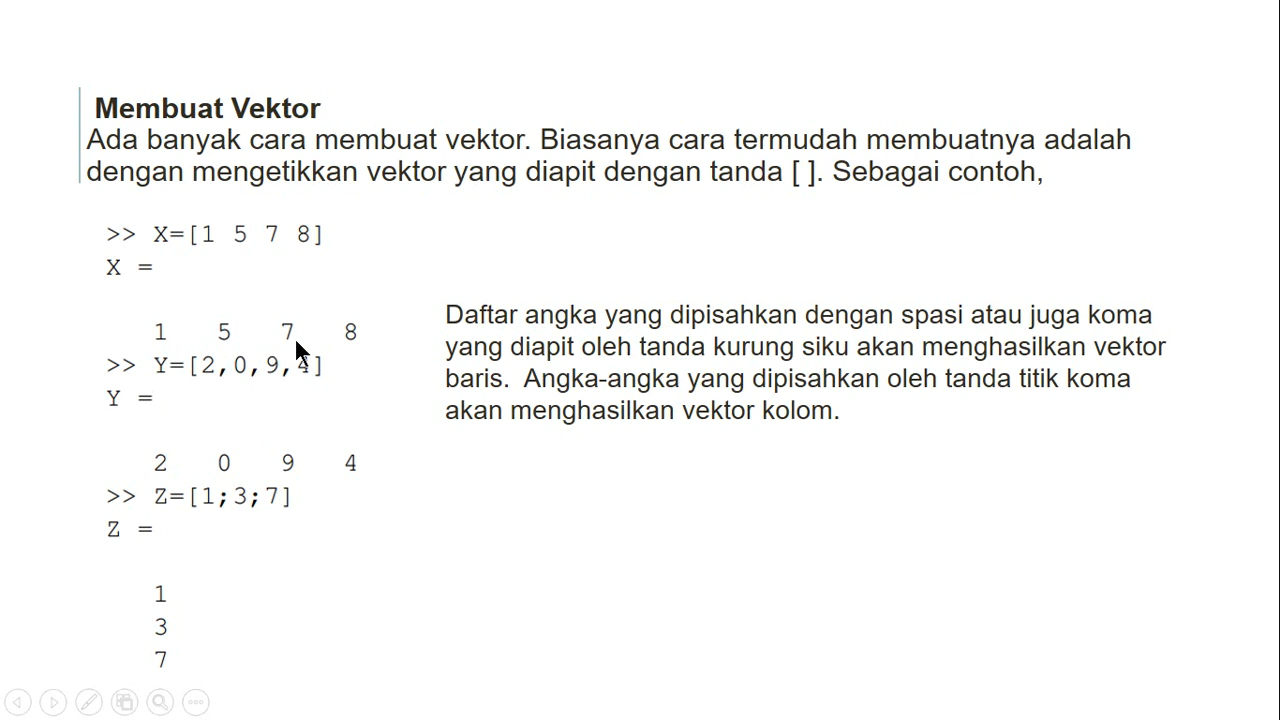 Membuat Vektor
Ada banyak cara membuat vektor. Biasanya cara termudah membuatnya adalah
dengan mengetikkan vektor yang diapit dengan tanda [ ]. Sebagai contoh,
>> X=[1 5 7 8]
X =
1 5 7 8
>> Y=[2,0,9,4]
Y =
2 0 9 4
>> Z=[1;3;7]
Z =
1
3
7
Daftar angka yang dipisahkan dengan spasi atau juga koma
yang diapit oleh tanda kurung siku akan menghasilkan vektor
baris. Angka-angka yang dipisahkan oleh tanda titik koma
akan menghasilkan vektor kolom.